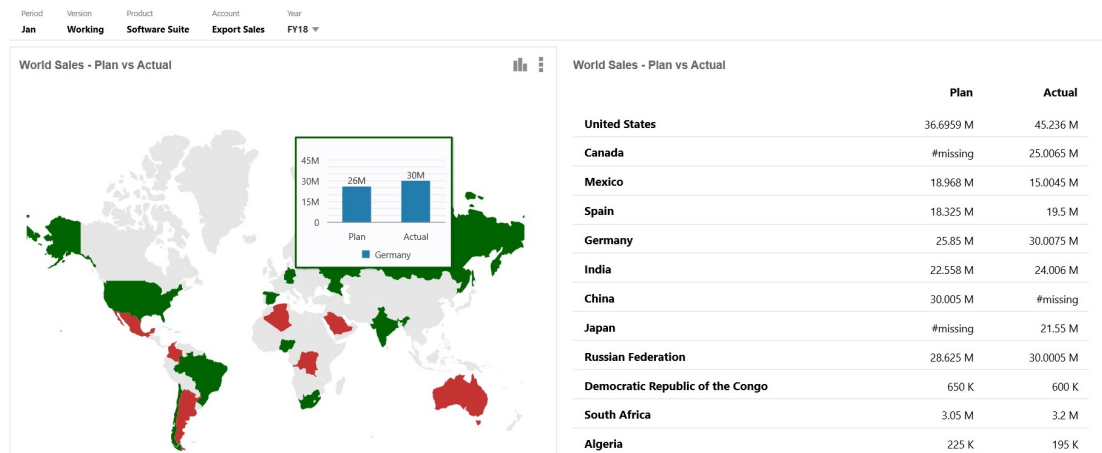 Period Version Product Account Year
Jan Working Software Suite Export Sales FY18
World Sales - Plan vs Actual
45M
30M
15M
0
26M 30M
Plan Actual
Germany
World Sales - Plan vs Actual
Plan Actual
United States 36.6959 M 45.236 M
Canada #missing 25.0065 M
Mexico 18.968 M 15.0045 M
Spain 18.325 M 19.5 M
Germany 25.85 M 30.0075 M
India 22.558 M 24.006 M
China 30.005 M #missing
Japan #missing 21.55 M
Russian Federation 28.625 M 30.0005 M
Democratic Republic of the Congo 650 K 600 K
South Africa 3.05 M 3.2 M
Algeria 225 K 195 K